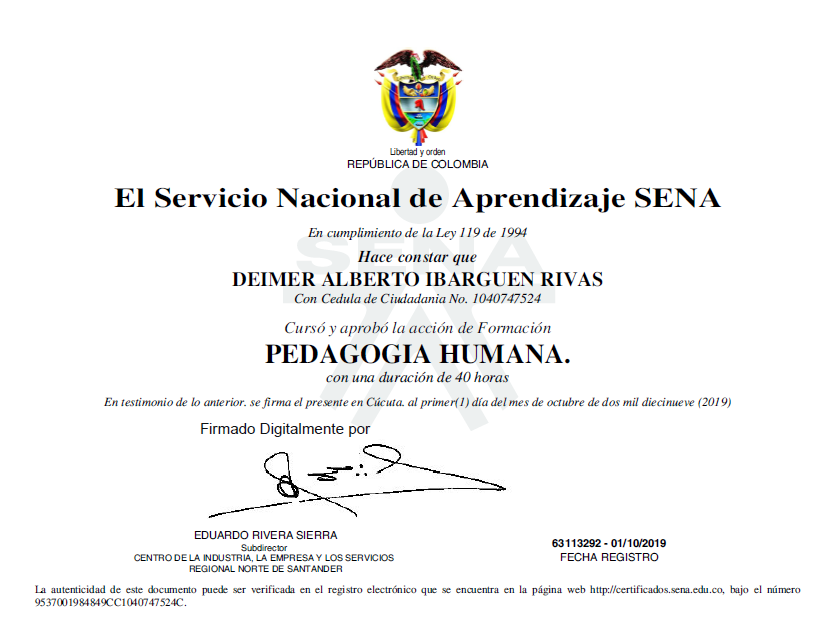 Libertad y orden
REPÚBLICA DE COLOMBIA
El Servicio Nacional de Aprendizaje SENA
En cumplimiento de la Ley 119 de 1994
SENA
Hace constar que
DEIMER ALBERTO IBARGUEN RIVAS
Con Cedula de Ciudadania No. 1040747524
Cursó y aprobó la acción de Formación
PEDAGOGIA HUMANA.
con una duración de 40 horas
En testimonio de lo anterior. se firma el presente en Cúcuta. al primer(1) día del mes de octubre de dos mil diecinueve (2019)
Firmado Digitalmente por
EDUARDO RIVERA SIERRA
Subdirector
CENTRO DE LA INDUSTRIA, LA EMPRESA Y LOS SERVICIOS
REGIONAL NORTE DE SANTANDER
63113292 - 01/10/2019
FECHA REGISTRO
La autenticidad de este documento puede ser verificada en el registro electrónico que se encuentra en la página web http://certificados.sena.edu.co, bajo el número
9537001984849CC1040747524C.